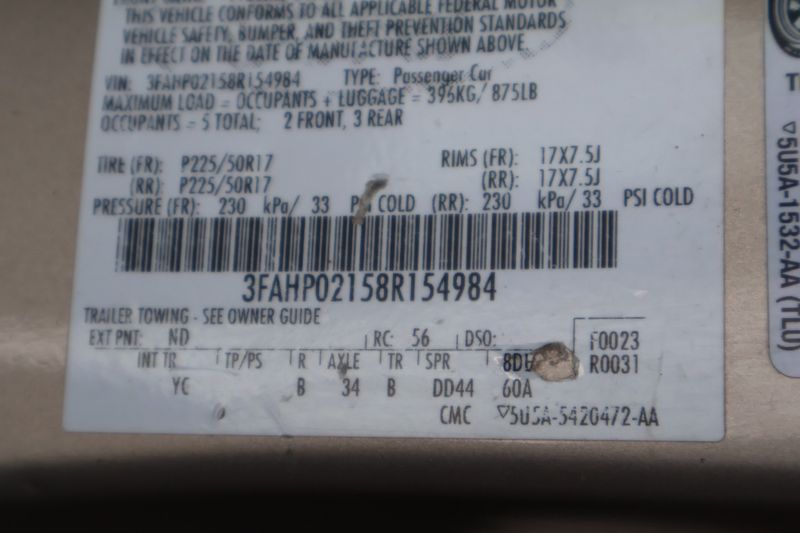 THIS VEHICLE CONFORMS TO ALL APPLICABLE FEDERAL MOTOR
VEHICLE SAFETY, BUMPER, AND THEFT PREVENTION STANDARDS
IN EFFECT ON THE DATE OF MANUFACTURE SHOWN ABOVE.
VIN: 3FAHP02158R154984 TYPE: Passenger Car
MAXIMUM LOAD = OCCUPANTS + LUGGAGE = 395KG/ 875LB
OCCUPANTS = 5 TOTAL; 2 FRONT, 3 REAR
TIRE (FR): P225/50R17 RIMS (FR): 17X7.5J
(RR): P225/50R17 (RR): 17X7.5J
PRESSURE (FR): 230 kPa/ 33 PSI COLD (RR): 230 kPa/ 33 PSI COLD
3FAHP02158R154984
TRAILER TOWING - SEE OWNER GUIDE
EXT PNT: ND RC: 56 DSO: F0023
INT TR TP/PS R AXLE TR SPR R0031
YC B 34 B DD44 60A
CMC ▽5U5A-5420472-AA
▽5U5A-1532-AA (TLU)